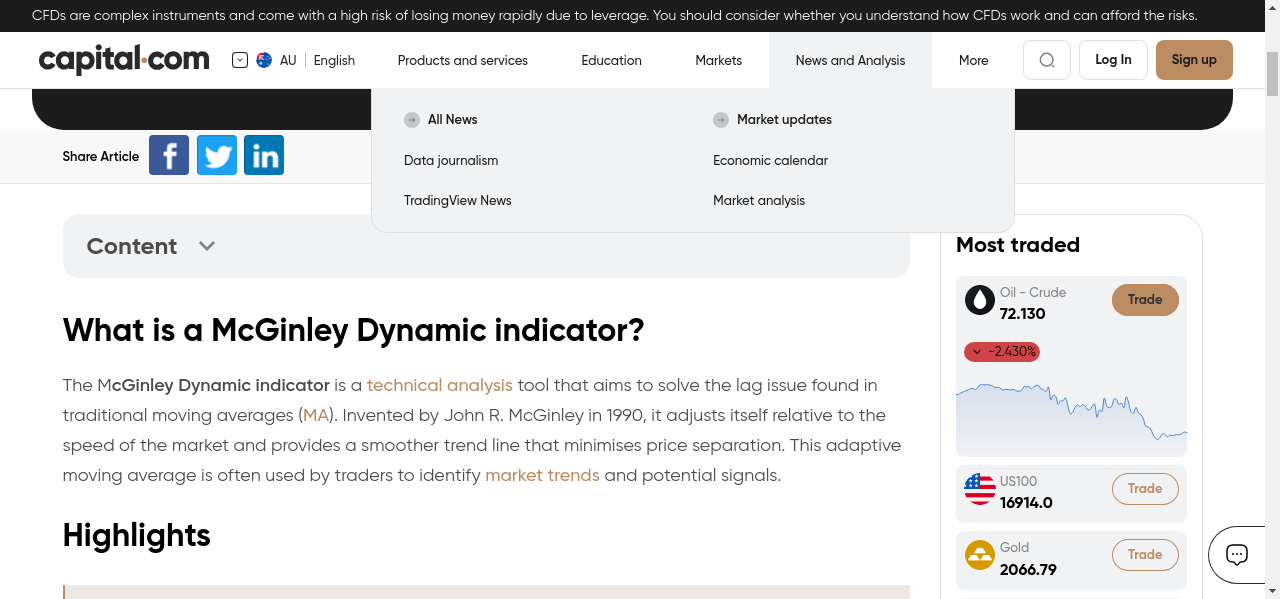 CFDs are complex instruments and come with a high risk of losing money rapidly due to leverage. You should consider whether you understand how CFDs work and can afford the risks.
capital.com
AU
English
Products and services
Education
Markets
News and Analysis
More
Log In
Sign up
All News
Market updates
Data journalism
Economic calendar
TradingView News
Market analysis
Share Article
Content
What is a McGinley Dynamic indicator?
The McGinley Dynamic indicator is a technical analysis tool that aims to solve the lag issue found in
traditional moving averages (MA). Invented by John R. McGinley in 1990, it adjusts itself relative to the
speed of the market and provides a smoother trend line that minimises price separation. This adaptive
moving average is often used by traders to identify market trends and potential signals.
Highlights
Most traded
Oil - Crude
72.130
Trade
-2.430%
US100
16914.0
Trade
Gold
2066.79
Trade